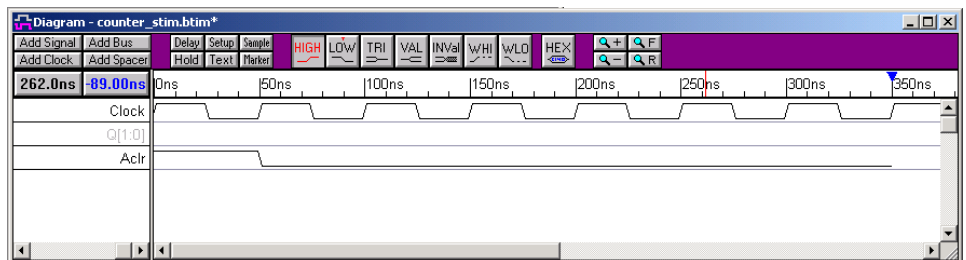 Diagram - counter_stim.btim*
Add Signal Add Bus Delay Setup Sample HIGH LOW TRI VAL INVal WHI WLO HEX + F
Add Clock Add Spacer Hold Text Marker - R
262.0ns -89.00ns 0ns 50ns 100ns 150ns 200ns 250ns 300ns 350ns
Clock
Q[1:0]
Aclr